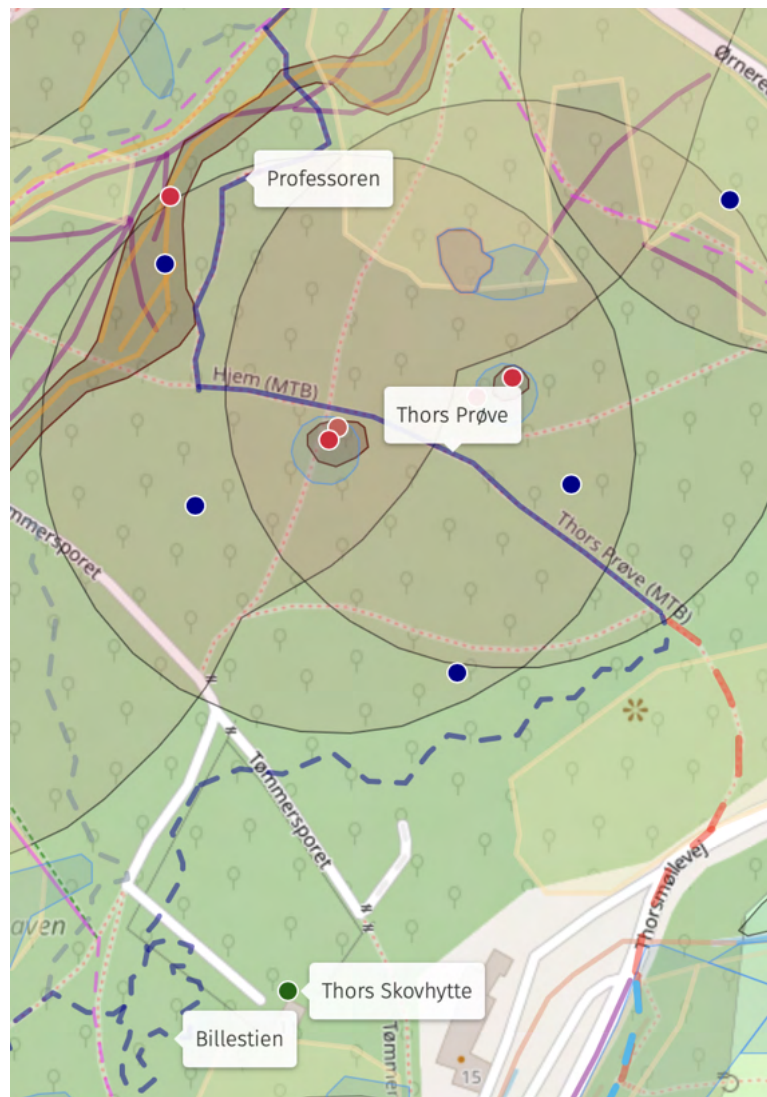 Ørnere
Professoren
Hjem (MTB)
Thors Prøve
mmersporet
Thors Prøve (MTB)
Tømmersporet
Thorsmøllevej
aven
Thors Skovhytte
Billestien
Tømmer
15